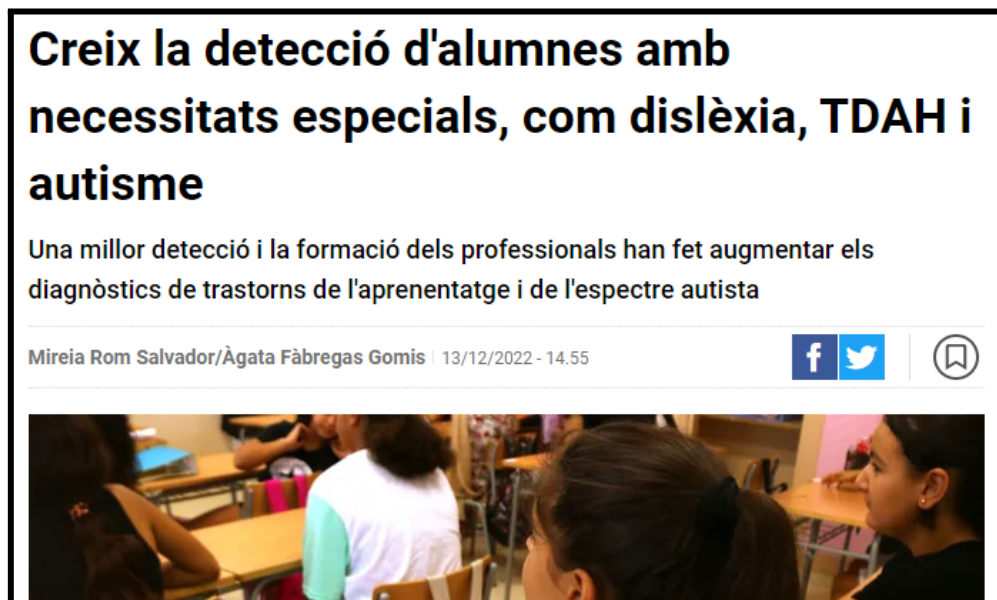 Creix la detecció d'alumnes amb
necessitats especials, com dislèxia, TDAH i
autisme
Una millor detecció i la formació dels professionals han fet augmentar els
diagnòstics de trastorns de l'aprenentatge i de l'espectre autista
Mireia Rom Salvador/Àgata Fàbregas Gomis | 13/12/2022 - 14.55